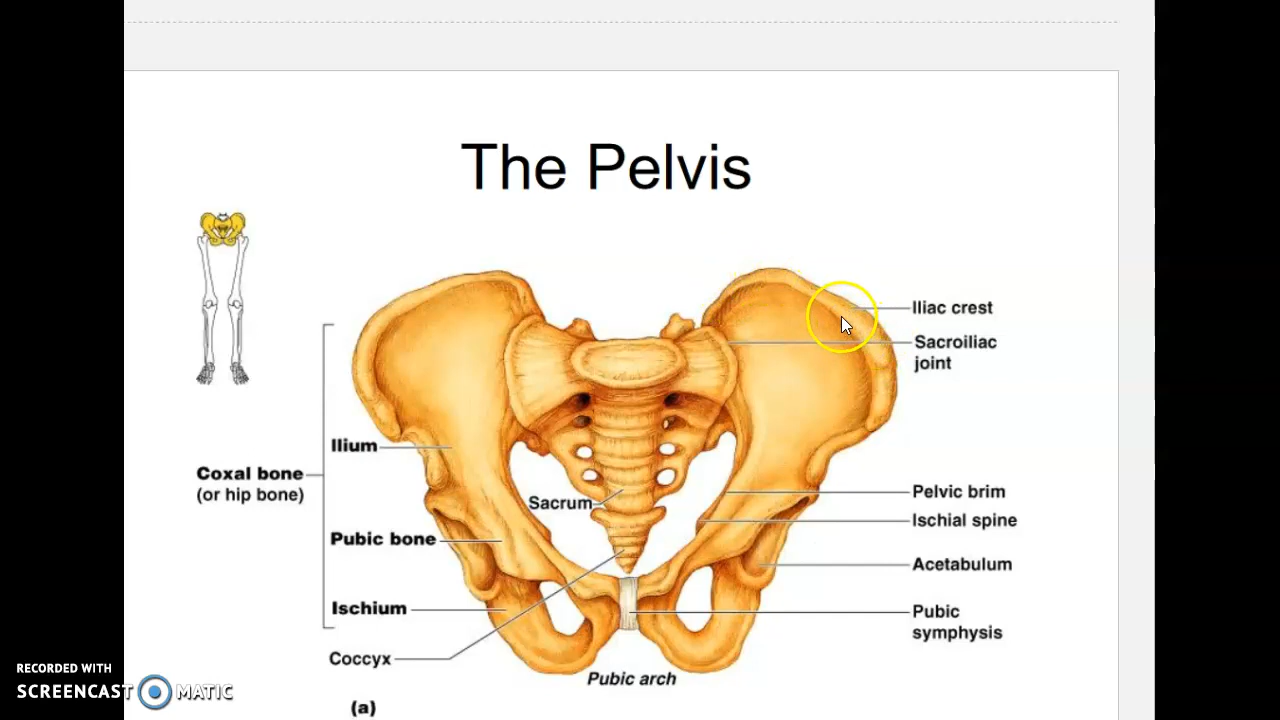 The Pelvis
Iliac crest
Sacroiliac
joint
Ilium
Coxal bone
(or hip bone)
Sacrum
Pelvic brim
Ischial spine
Pubic bone
Acetabulum
Ischium
Pubic
symphysis
Coccyx
Pubic arch
(a)
RECORDED WITH
SCREENCAST MATIC